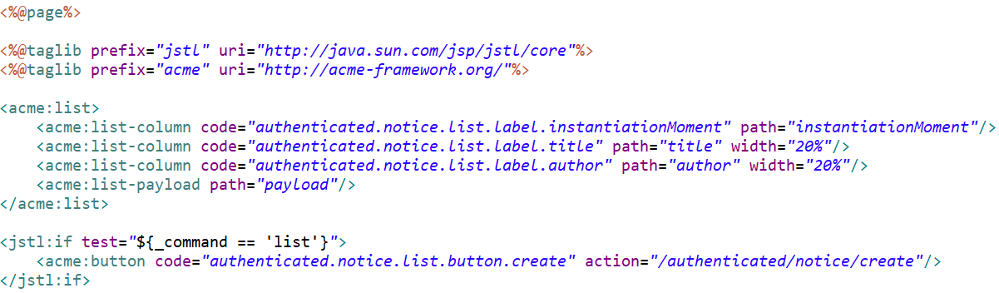 <%@page%>
<%@taglib prefix="jstl" uri="http://java.sun.com/jsp/jstl/core"%>
<%@taglib prefix="acme" uri="http://acme-framework.org/"%>
<acme:list>
    <acme:list-column code="authenticated.notice.list.label.instantiationMoment" path="instantiationMoment"/>
    <acme:list-column code="authenticated.notice.list.label.title" path="title" width="20%"/>
    <acme:list-column code="authenticated.notice.list.label.author" path="author" width="20%"/>
    <acme:list-payload path="payload"/>
</acme:list>
<jstl:if test="${_command == 'list'}">
    <acme:button code="authenticated.notice.list.button.create" action="/authenticated/notice/create"/>
</jstl:if>